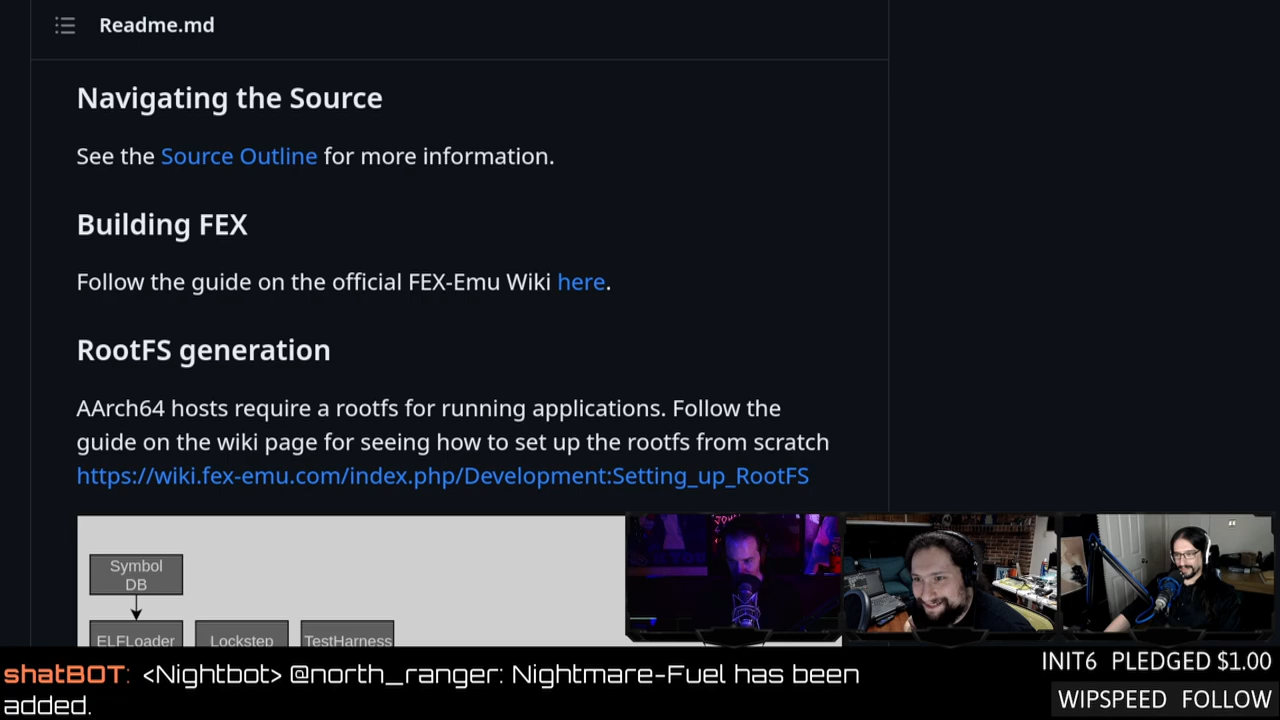 Readme.md
Navigating the Source
See the Source Outline for more information.
Building FEX
Follow the guide on the official FEX-Emu Wiki here.
RootFS generation
AArch64 hosts require a rootfs for running applications. Follow the
guide on the wiki page for seeing how to set up the rootfs from scratch
https://wiki.fex-emu.com/index.php/Development:Setting_up_RootFS
Symbol
DB
ELFLoader
Lockstep
TestHarness
shatBOT: <Nightbot> @north_ranger: Nightmare-Fuel has been
added.
INIT6 PLEDGED $1.00
WIPSPEED FOLLOW